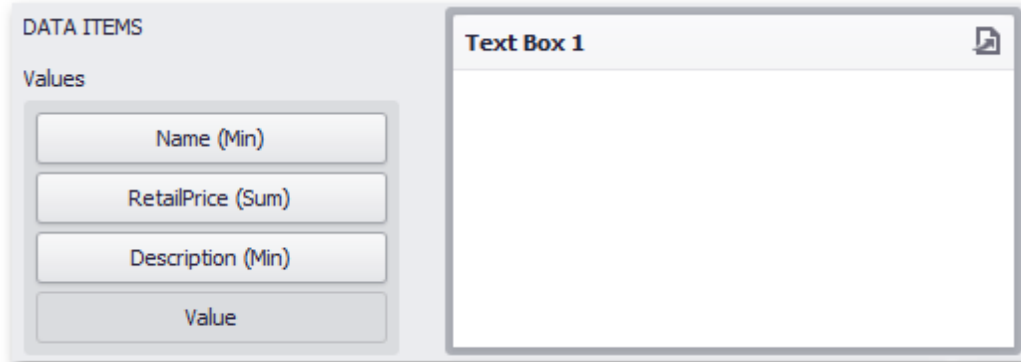 DATA ITEMS
Values
Name (Min)
RetailPrice (Sum)
Description (Min)
Value
Text Box 1